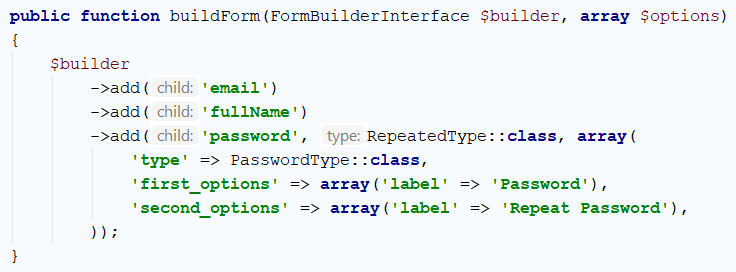 public function buildForm(FormBuilderInterface $builder, array $options)
{
    $builder
        ->add( child: 'email')
        ->add( child: 'fullName')
        ->add( child: 'password', type: RepeatedType::class, array(
            'type' => PasswordType::class,
            'first_options' => array('label' => 'Password'),
            'second_options' => array('label' => 'Repeat Password'),
        ));
}